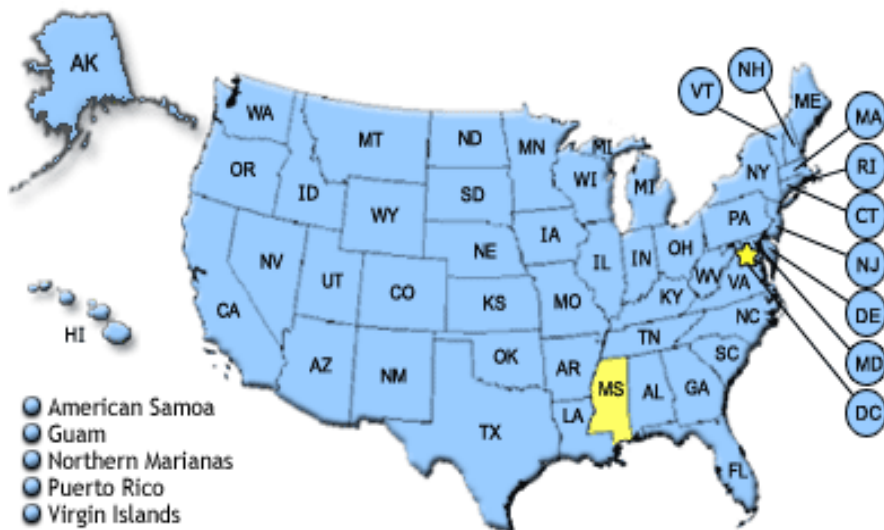 AK
VT
NH
ME
MA
RI
CT
NJ
DE
MD
DC
WA
MT
ND
MN
MI
OR
ID
WY
SD
WI
MI
NY
NV
UT
CO
NE
IA
IL
IN
OH
PA
CA
KS
MO
KY
WV
VA
AZ
NM
OK
AR
TN
NC
SC
TX
LA
MS
AL
GA
FL
HI
American Samoa
Guam
Northern Marianas
Puerto Rico
Virgin Islands